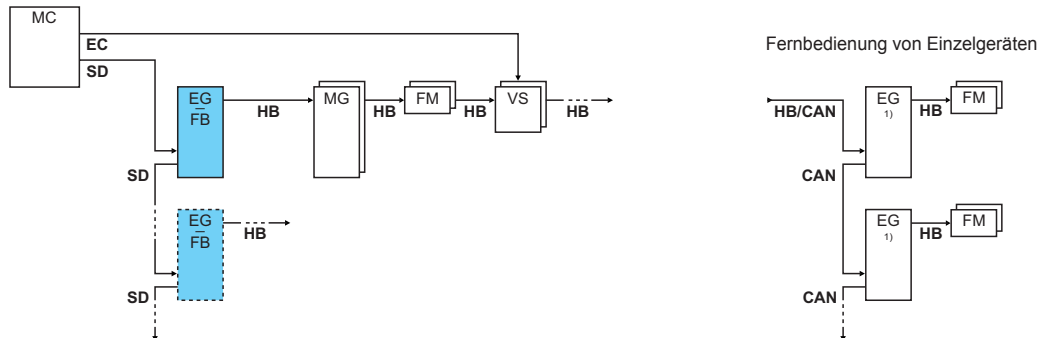 MC
EC
SD
EG
FB
HB
MG
HB
FM
HB
VS
HB
SD
EG
FB
HB
SD
Fernbedienung von Einzelgeräten
HB/CAN
EG
1)
HB
FM
CAN
EG
1)
HB
FM
CAN